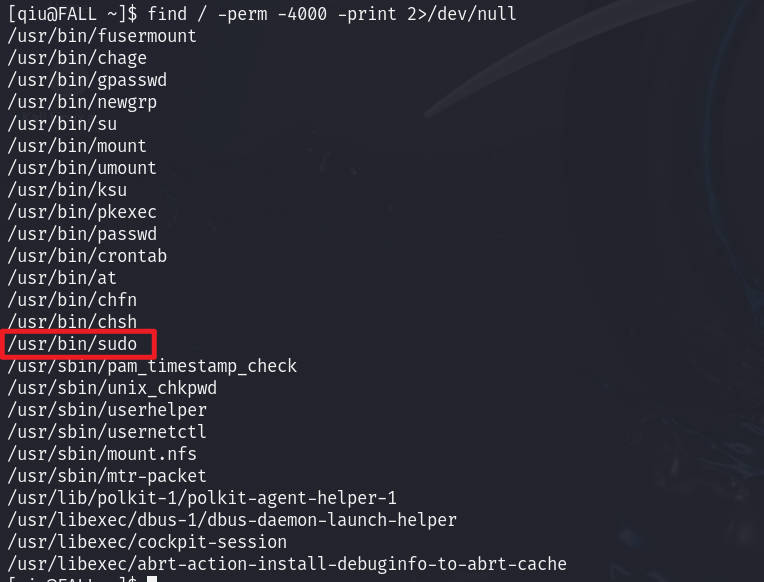 [qiu@FALL ~]$ find / -perm -4000 -print 2>/dev/null
/usr/bin/fusermount
/usr/bin/chage
/usr/bin/gpasswd
/usr/bin/newgrp
/usr/bin/su
/usr/bin/mount
/usr/bin/umount
/usr/bin/ksu
/usr/bin/pkexec
/usr/bin/passwd
/usr/bin/crontab
/usr/bin/at
/usr/bin/chfn
/usr/bin/chsh
/usr/bin/sudo
/usr/sbin/pam_timestamp_check
/usr/sbin/unix_chkpwd
/usr/sbin/userhelper
/usr/sbin/usernetctl
/usr/sbin/mount.nfs
/usr/sbin/mtr-packet
/usr/lib/polkit-1/polkit-agent-helper-1
/usr/libexec/dbus-1/dbus-daemon-launch-helper
/usr/libexec/cockpit-session
/usr/libexec/abrt-action-install-debuginfo-to-abrt-cache
[qiu@FALL ~]$